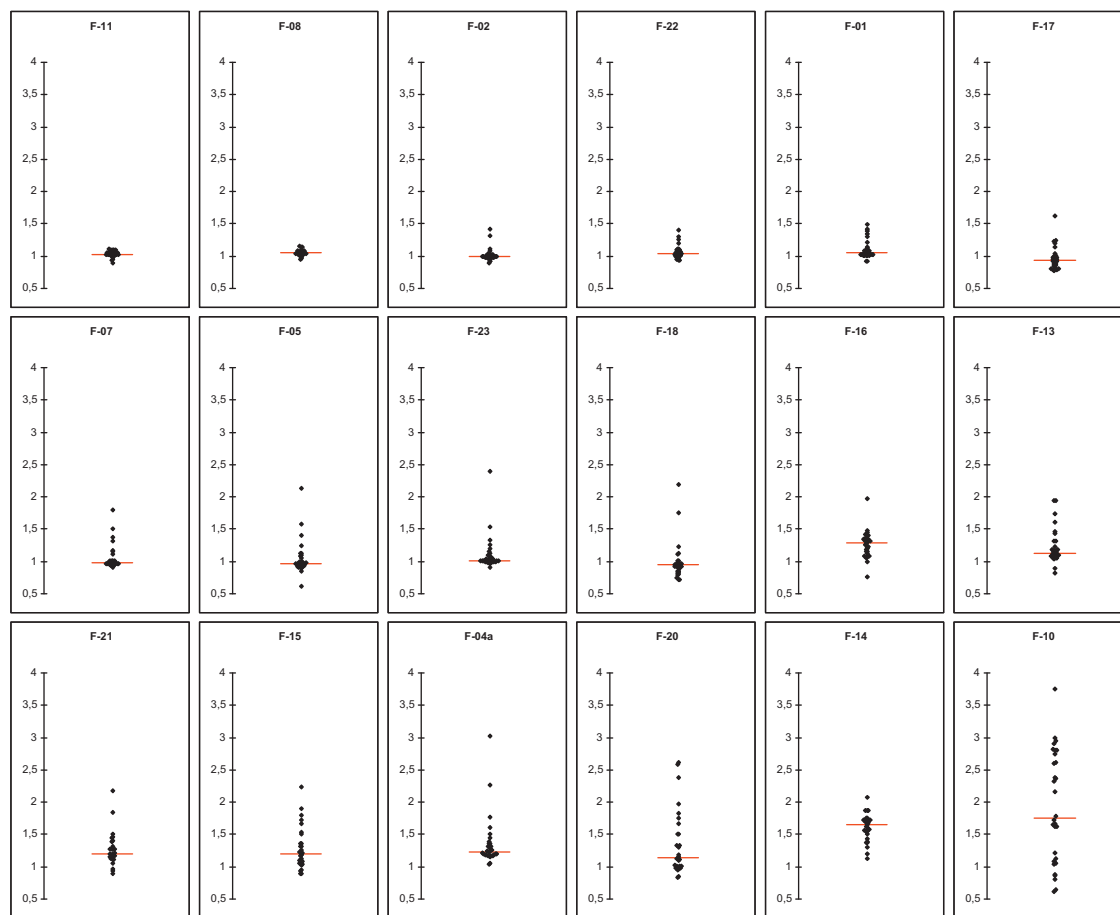 F-11 F-08 F-02 F-22 F-01 F-17
4 4 4 4 4 4
3,5 3,5 3,5 3,5 3,5 3,5
3 3 3 3 3 3
2,5 2,5 2,5 2,5 2,5 2,5
2 2 2 2 2 2
1,5 1,5 1,5 1,5 1,5 1,5
1 1 1 1 1 1
0,5 0,5 0,5 0,5 0,5 0,5
F-07 F-05 F-23 F-18 F-16 F-13
4 4 4 4 4 4
3,5 3,5 3,5 3,5 3,5 3,5
3 3 3 3 3 3
2,5 2,5 2,5 2,5 2,5 2,5
2 2 2 2 2 2
1,5 1,5 1,5 1,5 1,5 1,5
1 1 1 1 1 1
0,5 0,5 0,5 0,5 0,5 0,5
F-21 F-15 F-04a F-20 F-14 F-10
4 4 4 4 4 4
3,5 3,5 3,5 3,5 3,5 3,5
3 3 3 3 3 3
2,5 2,5 2,5 2,5 2,5 2,5
2 2 2 2 2 2
1,5 1,5 1,5 1,5 1,5 1,5
1 1 1 1 1 1
0,5 0,5 0,5 0,5 0,5 0,5